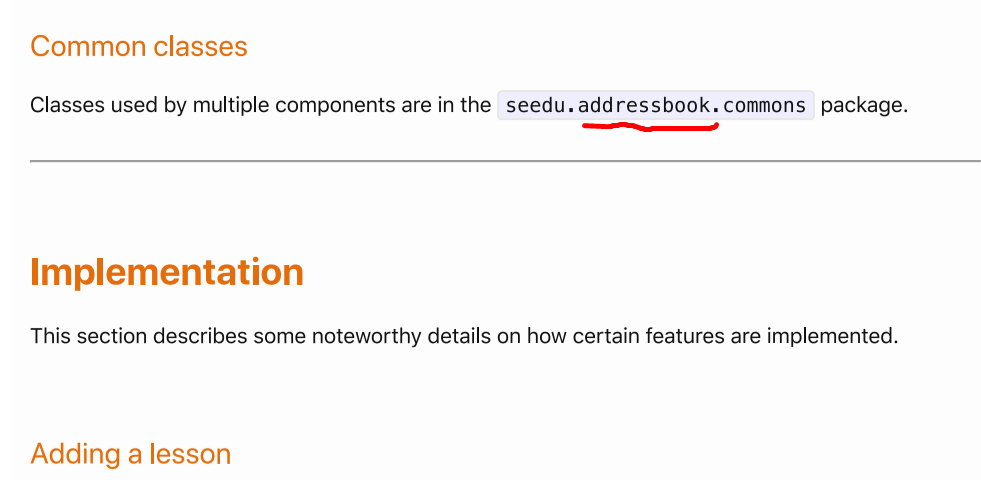 Common classes
Classes used by multiple components are in the seedu.addressbook.commons package.
Implementation
This section describes some noteworthy details on how certain features are implemented.
Adding a lesson